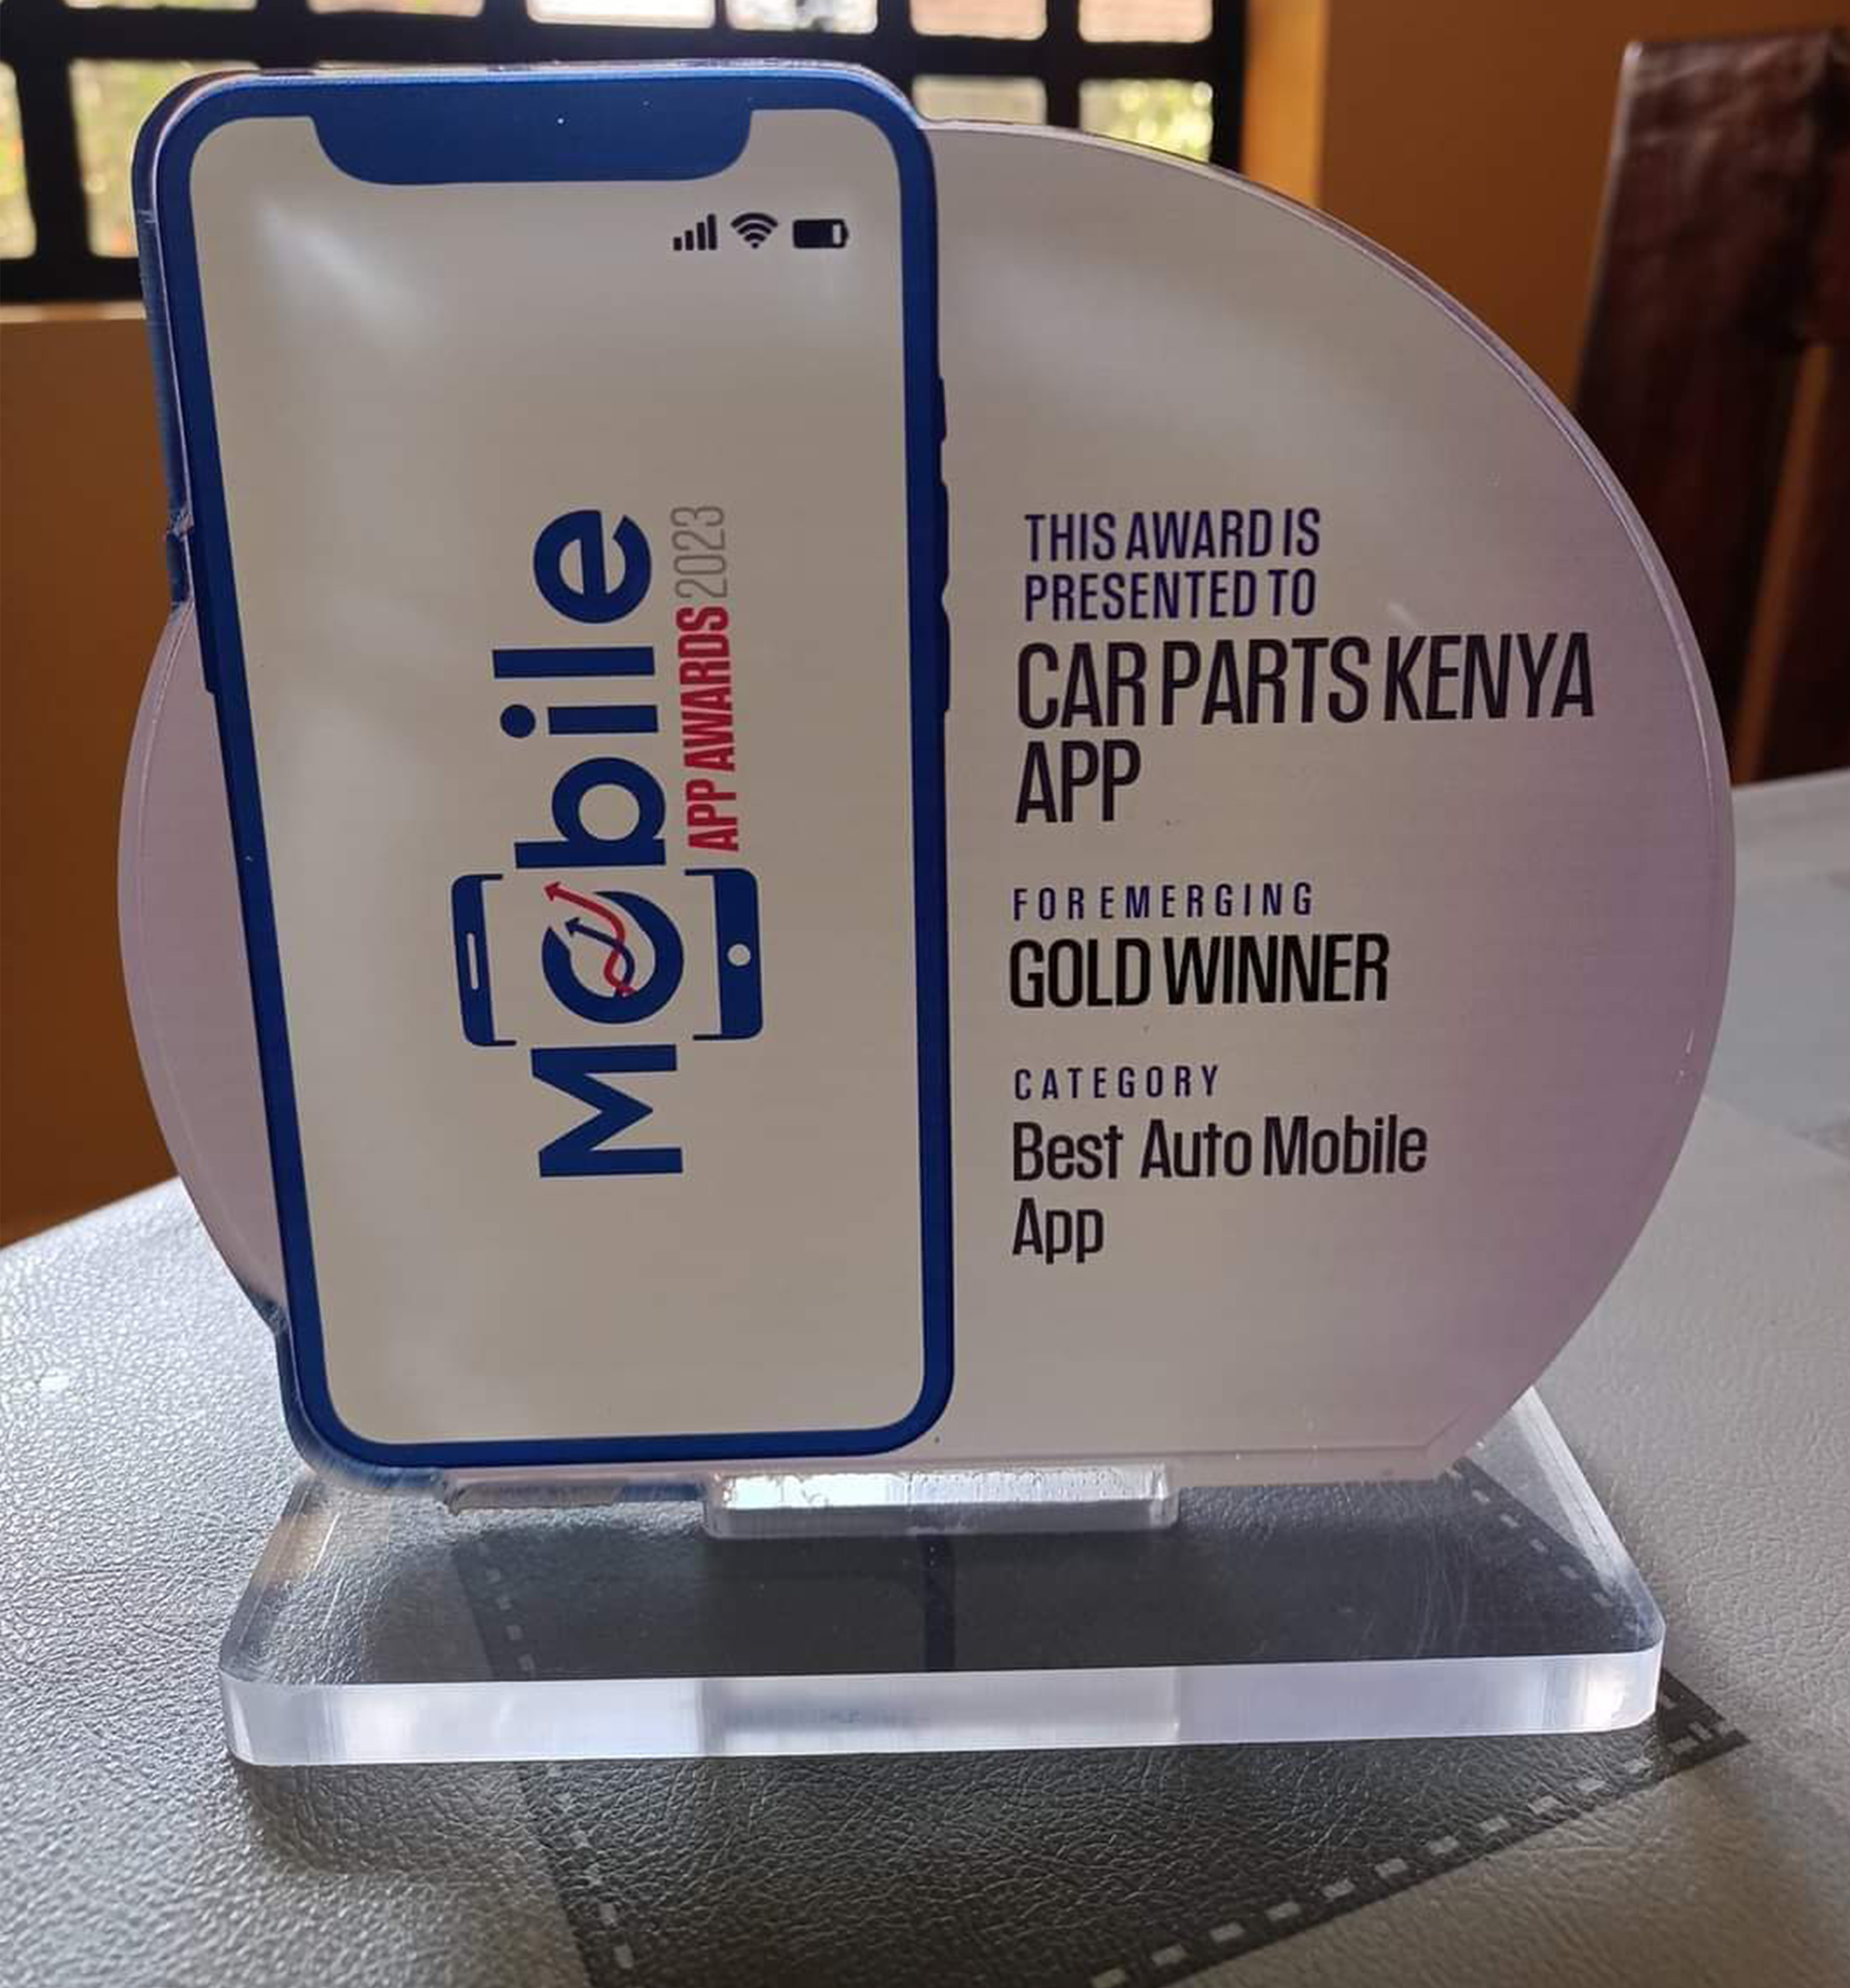 Mobile
APP AWARDS 2023
THIS AWARD IS
PRESENTED TO
CAR PARTS KENYA
APP
FOR EMERGING
GOLD WINNER
CATEGORY
Best Auto Mobile
App